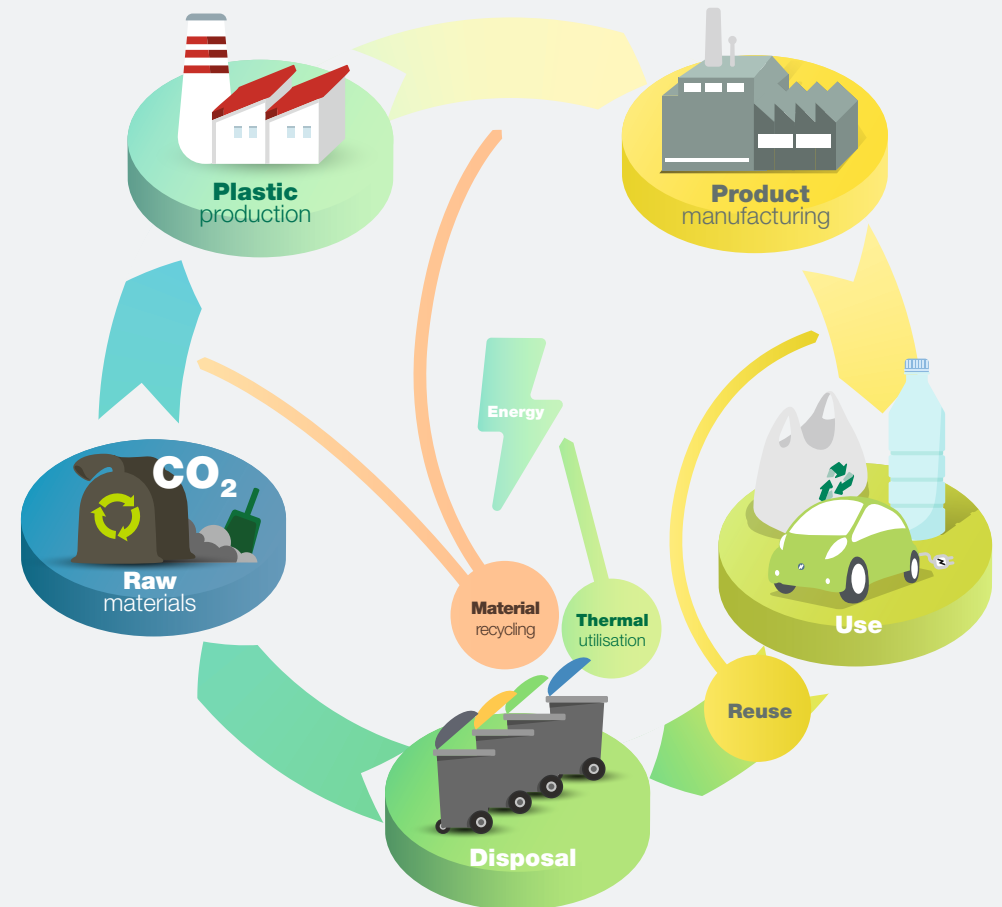 Plastic
production
Product
manufacturing
Energy
CO₂
Raw
materials
Material
recycling
Thermal
utilisation
Use
Reuse
Disposal